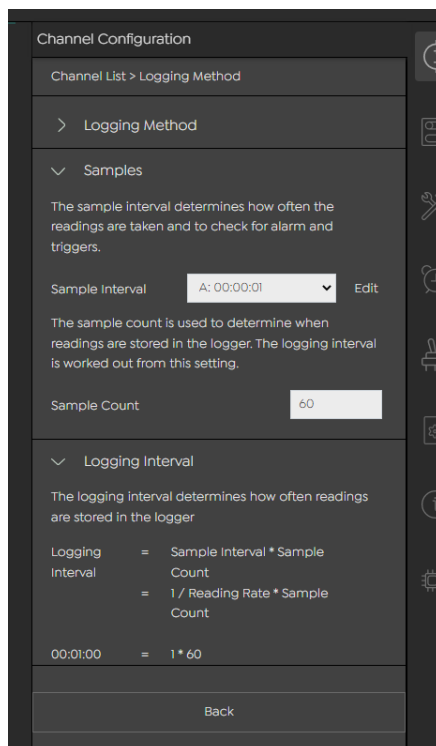 Channel Configuration
Channel List > Logging Method
Logging Method
Samples
The sample interval determines how often the
readings are taken and to check for alarm and
triggers.
Sample Interval A: 00:00:01 Edit
The sample count is used to determine when
readings are stored in the logger. The logging interval
is worked out from this setting.
Sample Count 60
Logging Interval
The logging interval determines how often readings
are stored in the logger
Logging = Sample Interval * Sample
Interval Count
= 1 / Reading Rate * Sample
Count
00:01:00 = 1 * 60
Back